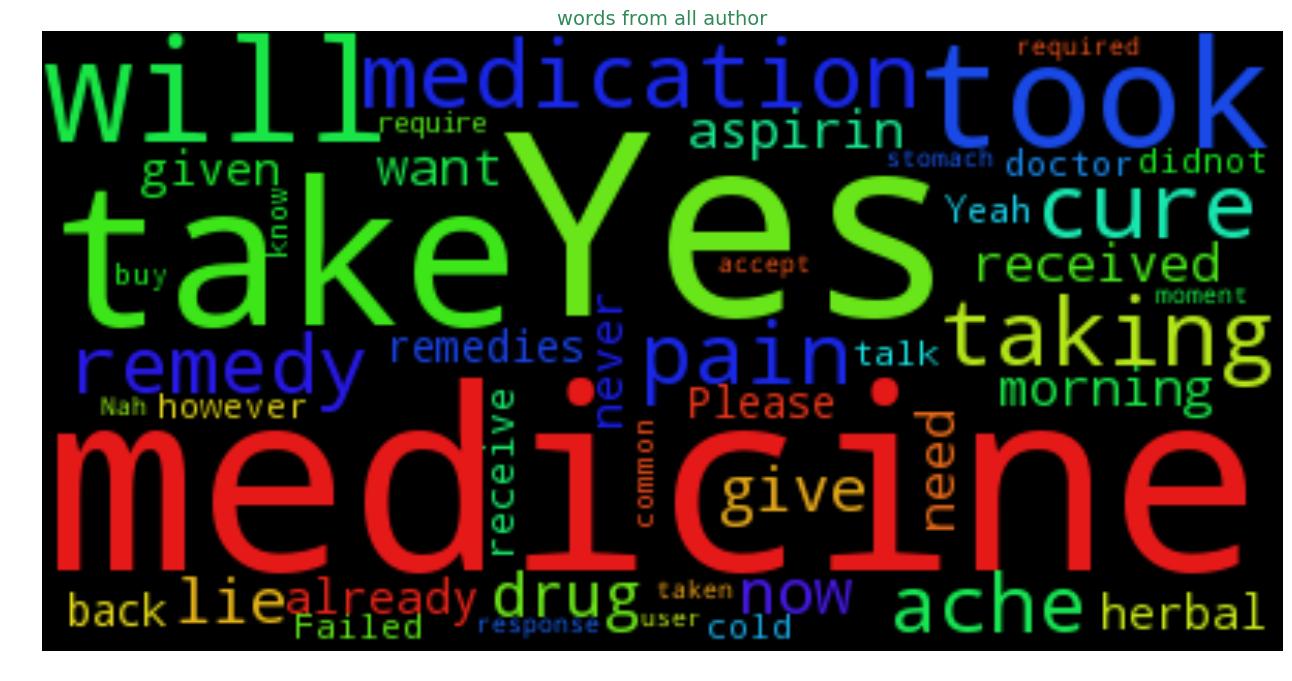 words from all author
will
medication
took
required
require
aspirin
given
want
Yes
stomach
doctor
didnot
take
know
Yeah
cure
buy
accept
received
moment
remedy
remedies
never
pain
talk
taking
Nah
however
Please
morning
medicine
receive
common
give
need
back
lie
already
drug
taken
now
ache
herbal
Failed
response
user
cold